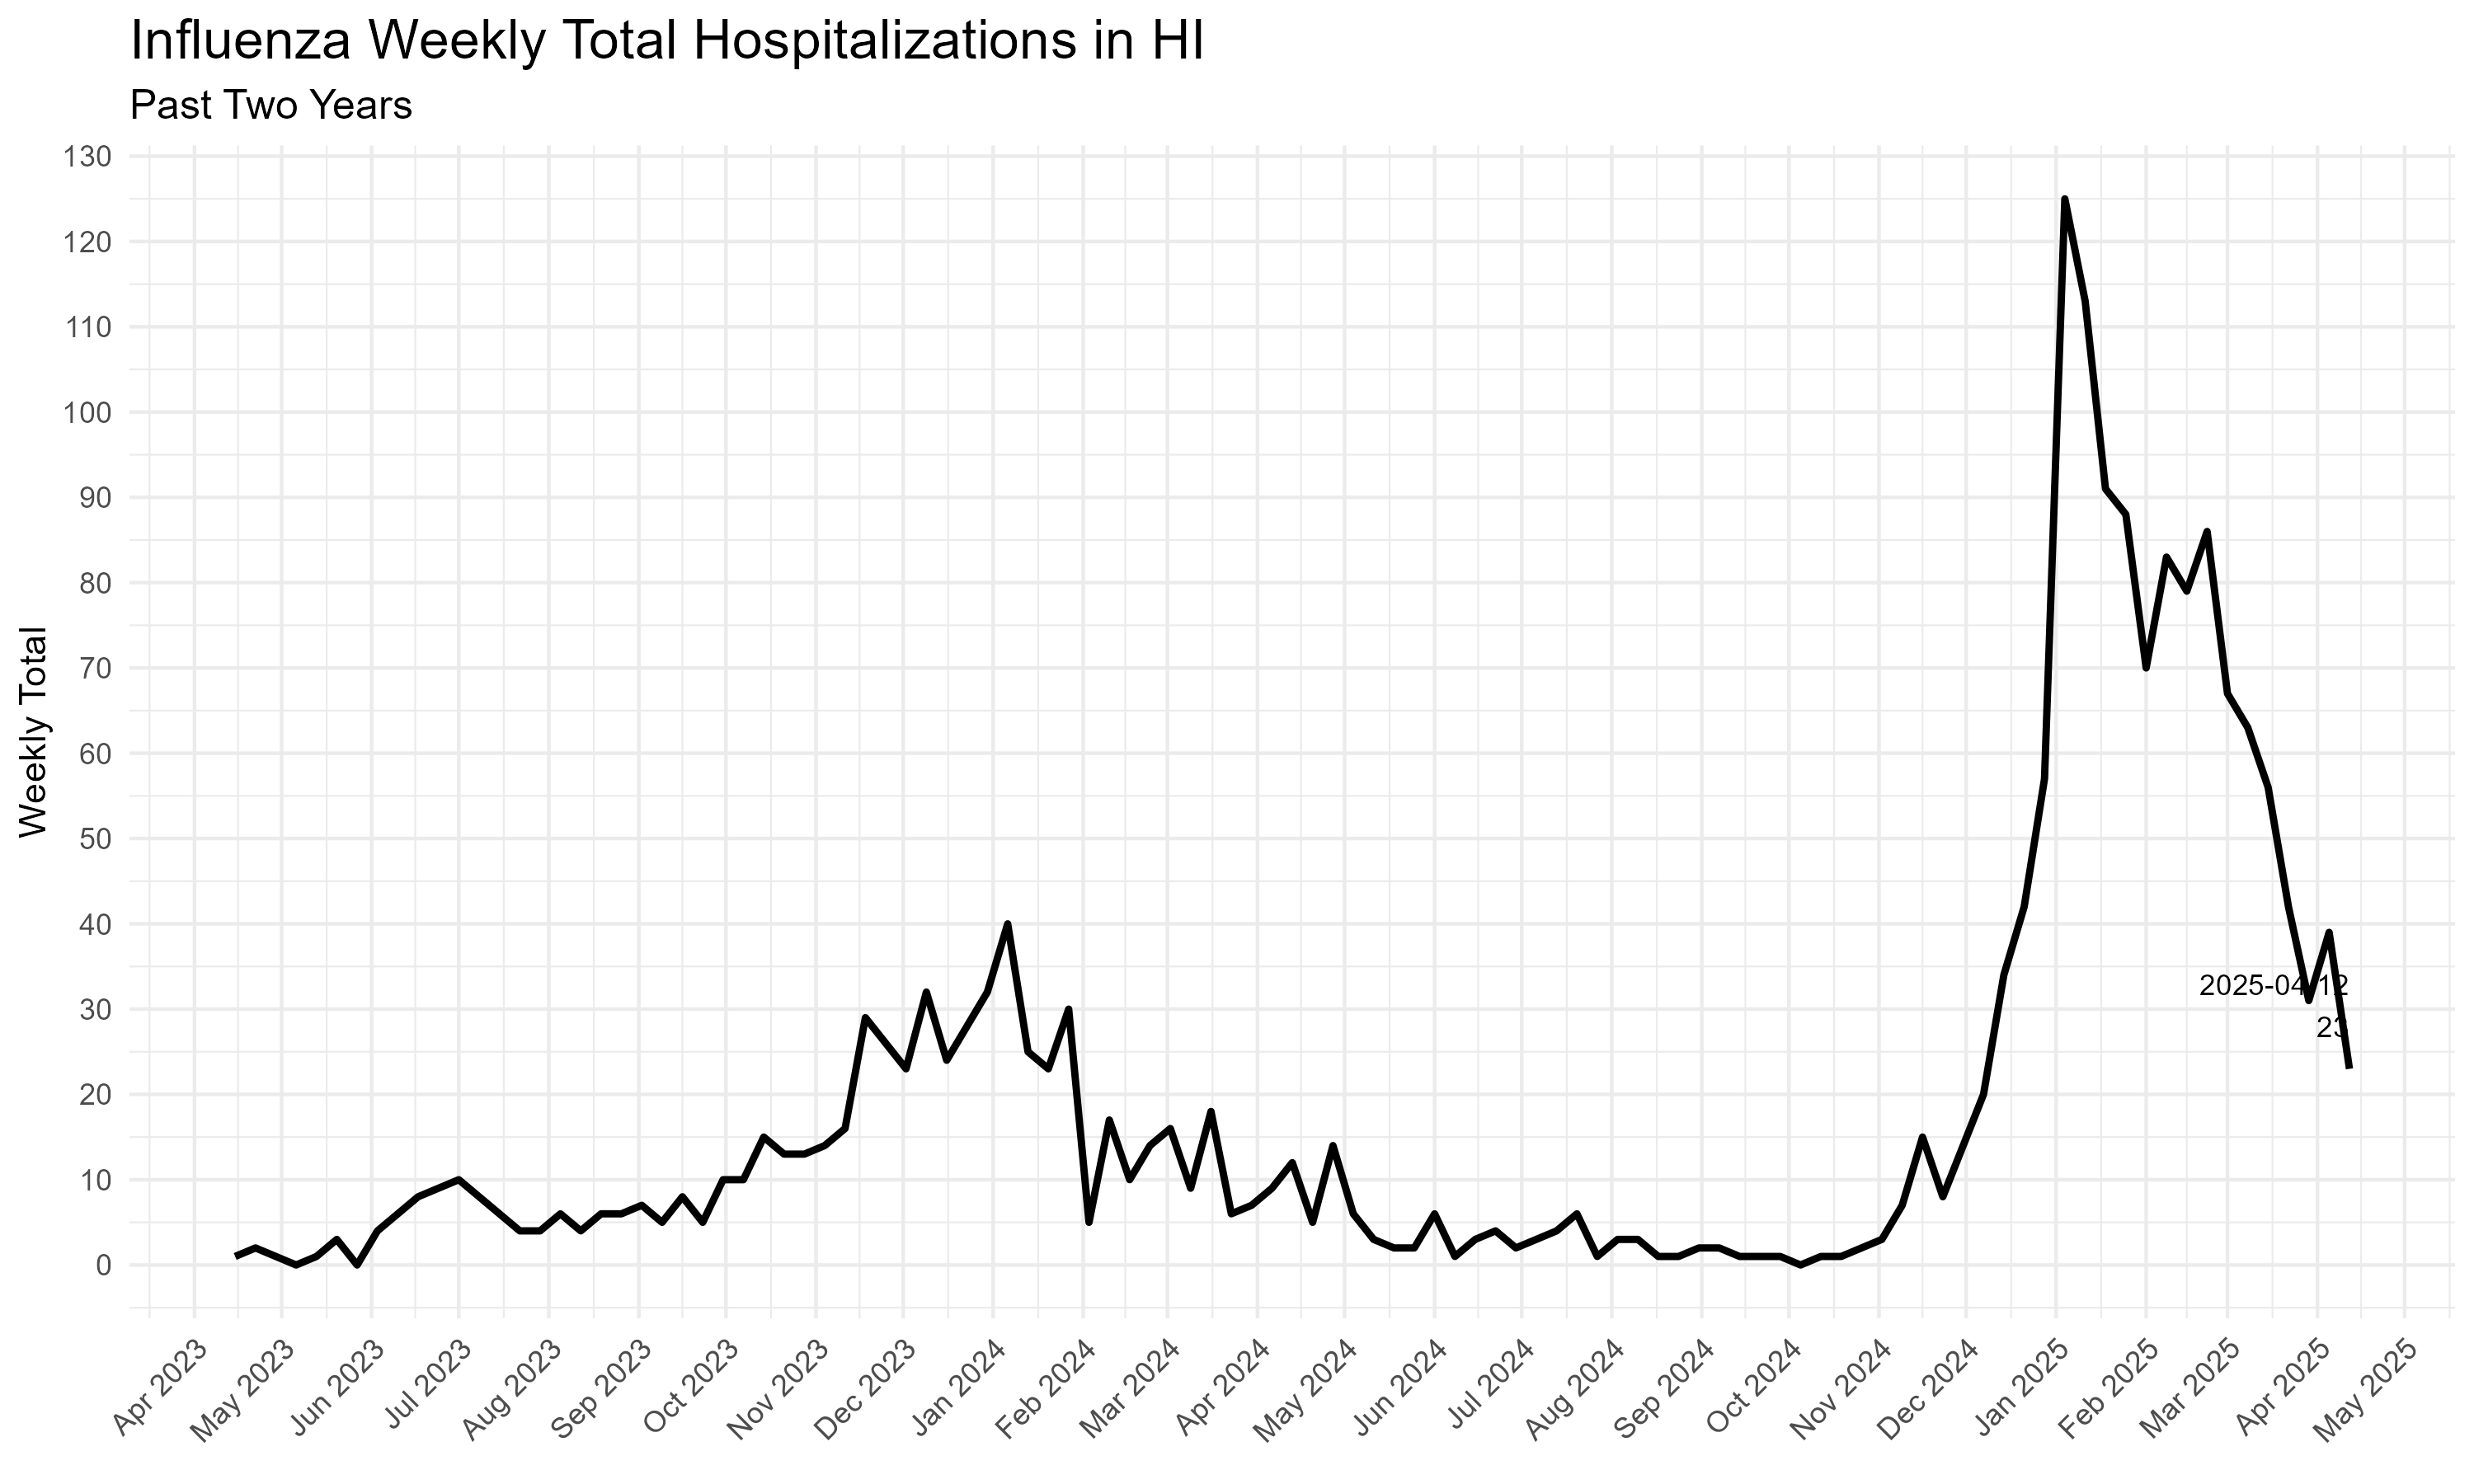 Influenza Weekly Total Hospitalizations in HI
Past Two Years
Weekly Total
130
120
110
100
90
80
70
60
50
40
30
20
10
0
2025-04-12
23
Apr 2023
May 2023
Jun 2023
Jul 2023
Aug 2023
Sep 2023
Oct 2023
Nov 2023
Dec 2023
Jan 2024
Feb 2024
Mar 2024
Apr 2024
May 2024
Jun 2024
Jul 2024
Aug 2024
Sep 2024
Oct 2024
Nov 2024
Dec 2024
Jan 2025
Feb 2025
Mar 2025
Apr 2025
May 2025